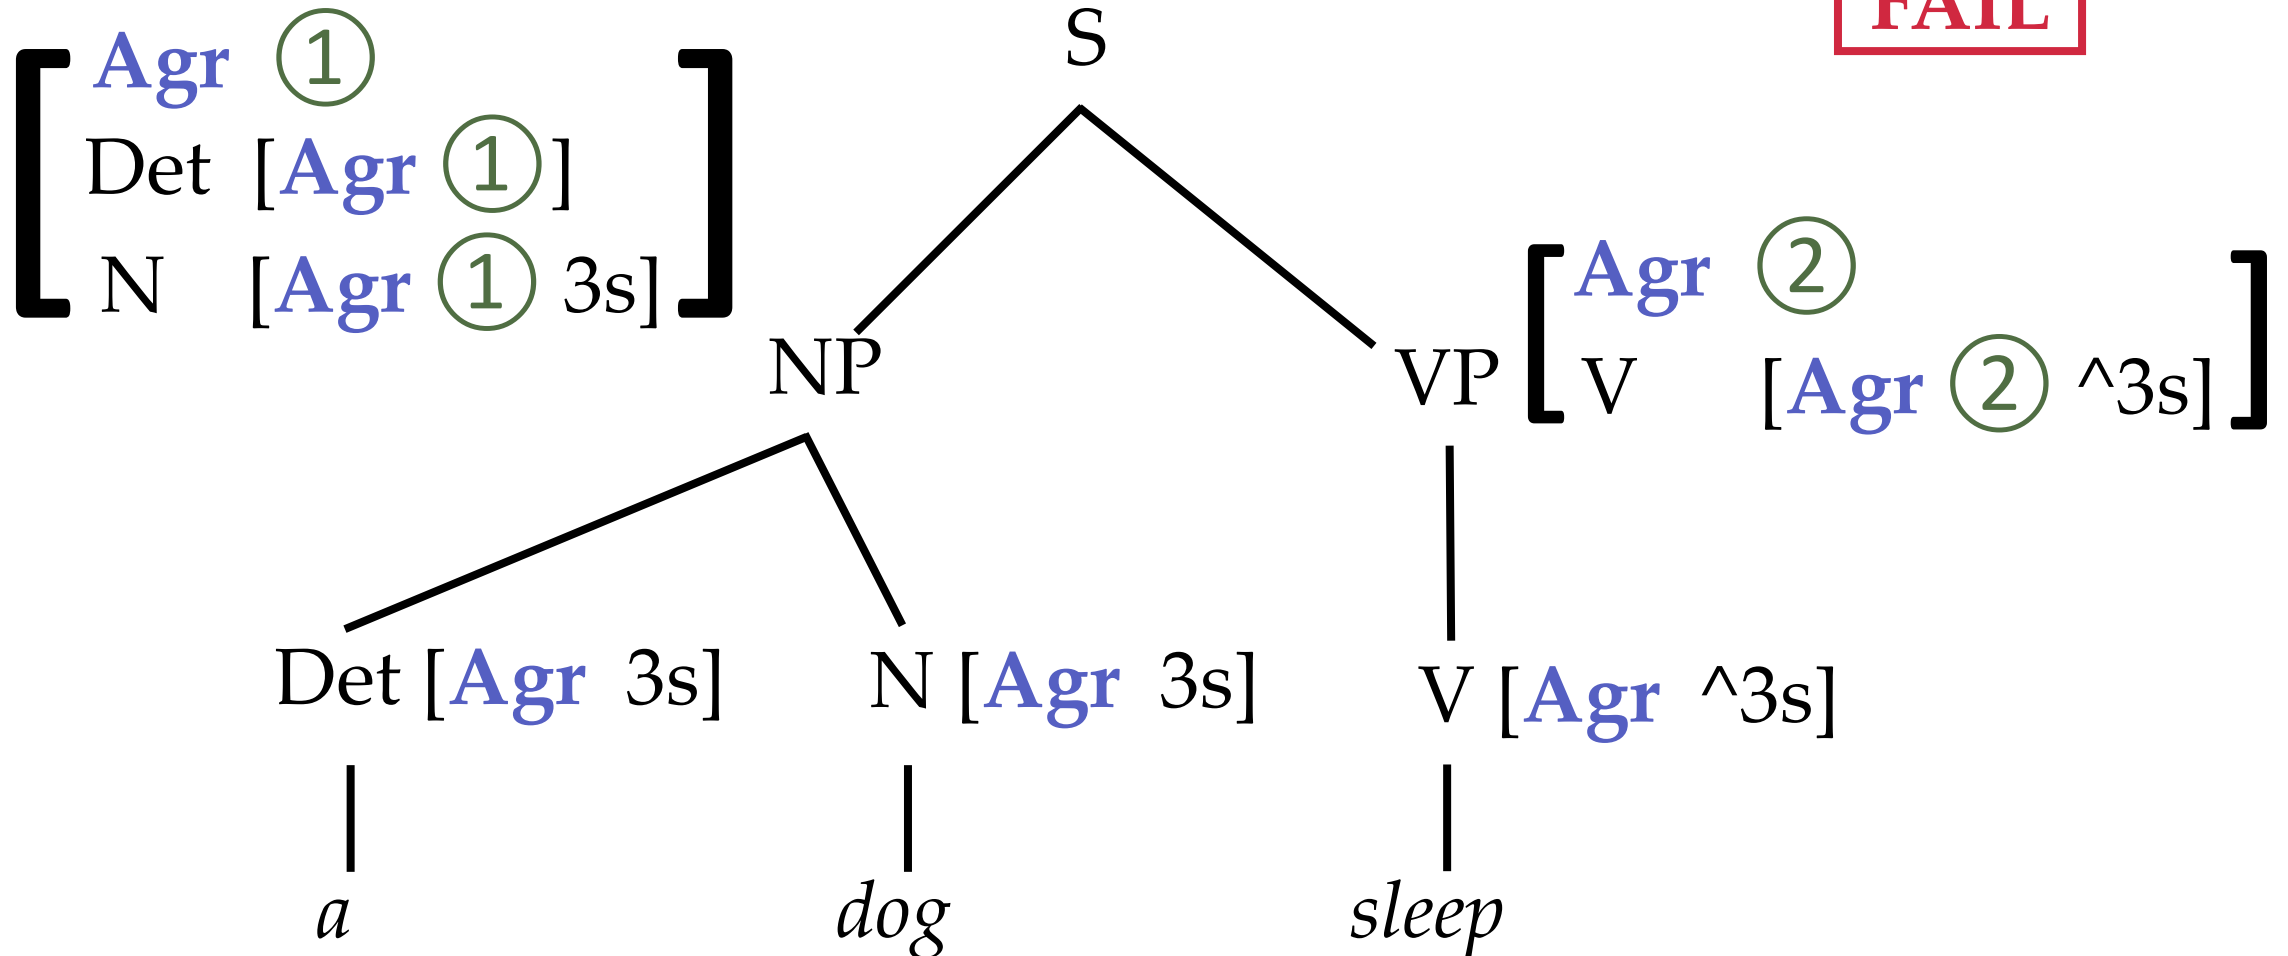 FAIL
S
Agr ①
Det [Agr ①]
N [Agr ① 3s]
Agr ②
NP
VP
V [Agr ② ^3s]
Det [Agr 3s]
N [Agr 3s]
V [Agr ^3s]
a
dog
sleep